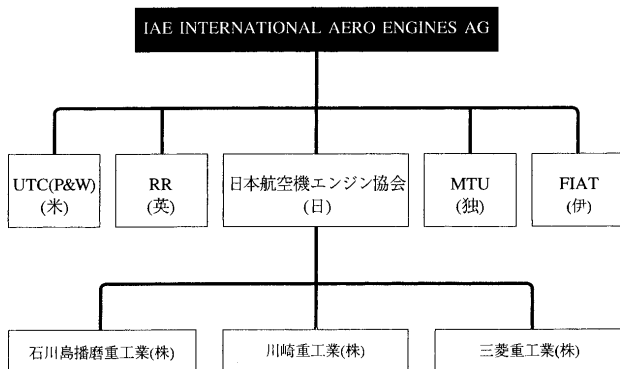 IAE INTERNATIONAL AERO ENGINES AG
UTC(P&W)
(米)
RR
(英)
日本航空機エンジン協会
(日)
MTU
(独)
FIAT
(伊)
石川島播磨重工業(株)
川崎重工業(株)
三菱重工業(株)